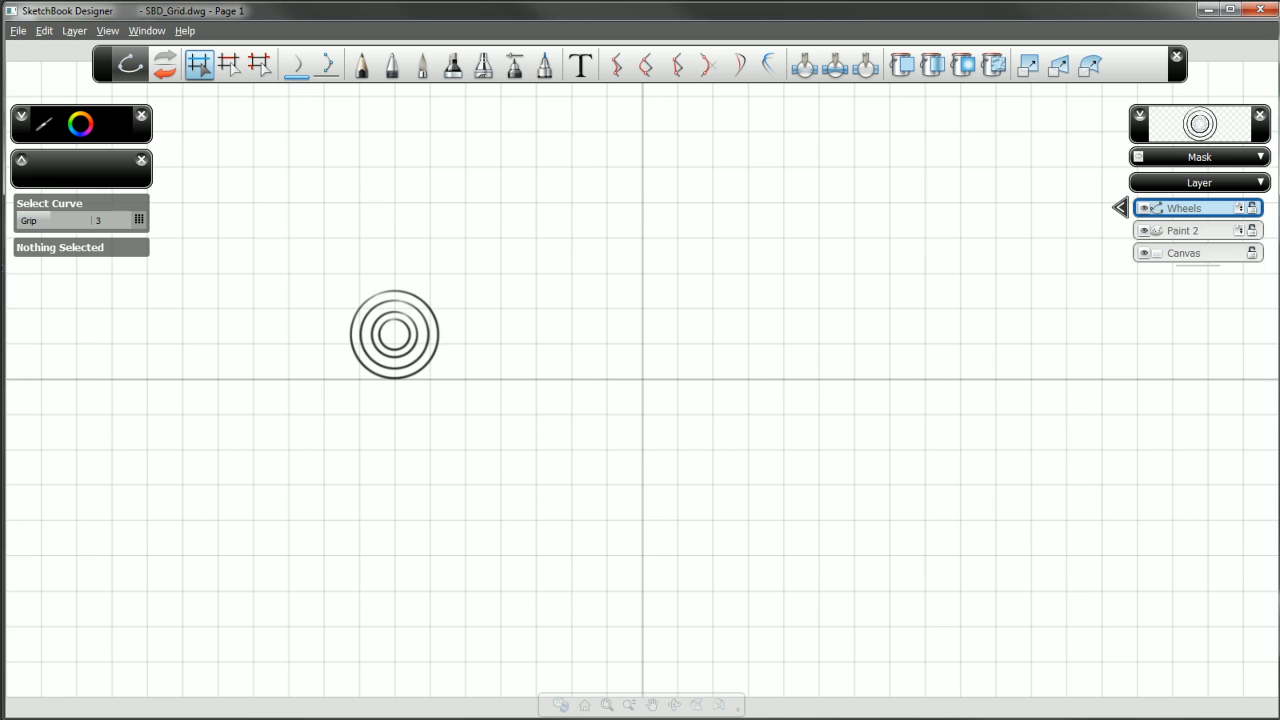 SketchBook Designer - SBD_Grid.dwg - Page 1
File Edit Layer View Window Help
T
Mask
Layer
Select Curve
Grip 3
Nothing Selected
Wheels
Paint 2
Canvas